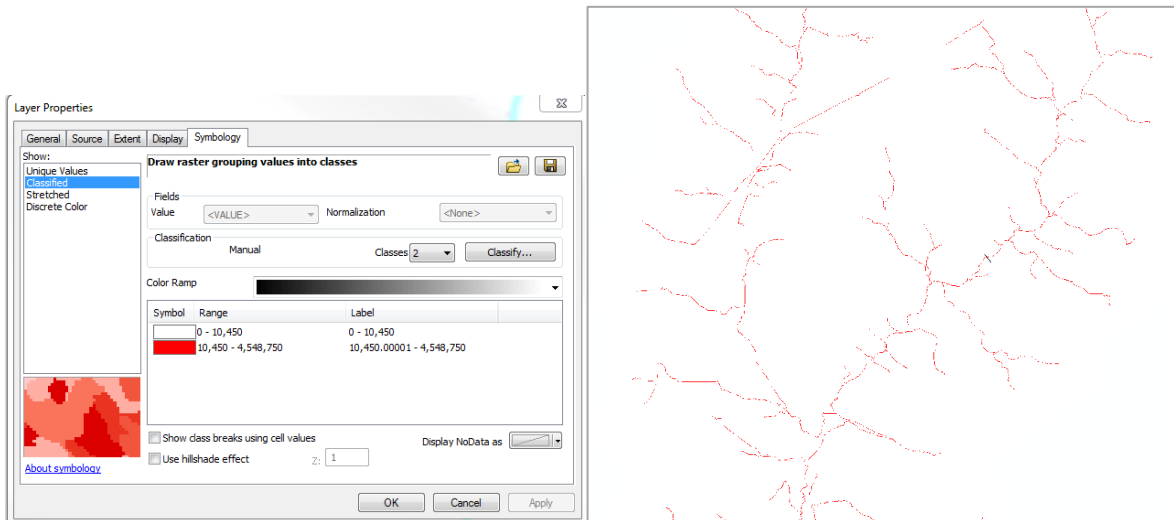 Layer Properties
General Source Extent Display Symbology
Show:
Unique Values
Classified
Stretched
Discrete Color
Draw raster grouping values into classes
Fields
Value <VALUE> Normalization <None>
Classification
Manual Classes 2 Classify...
Color Ramp
Symbol Range Label
0 - 10,450 0 - 10,450
10,450 - 4,548,750 10,450.00001 - 4,548,750
Show class breaks using cell values Display NoData as
Use hillshade effect Z: 1
About symbology
OK Cancel Apply